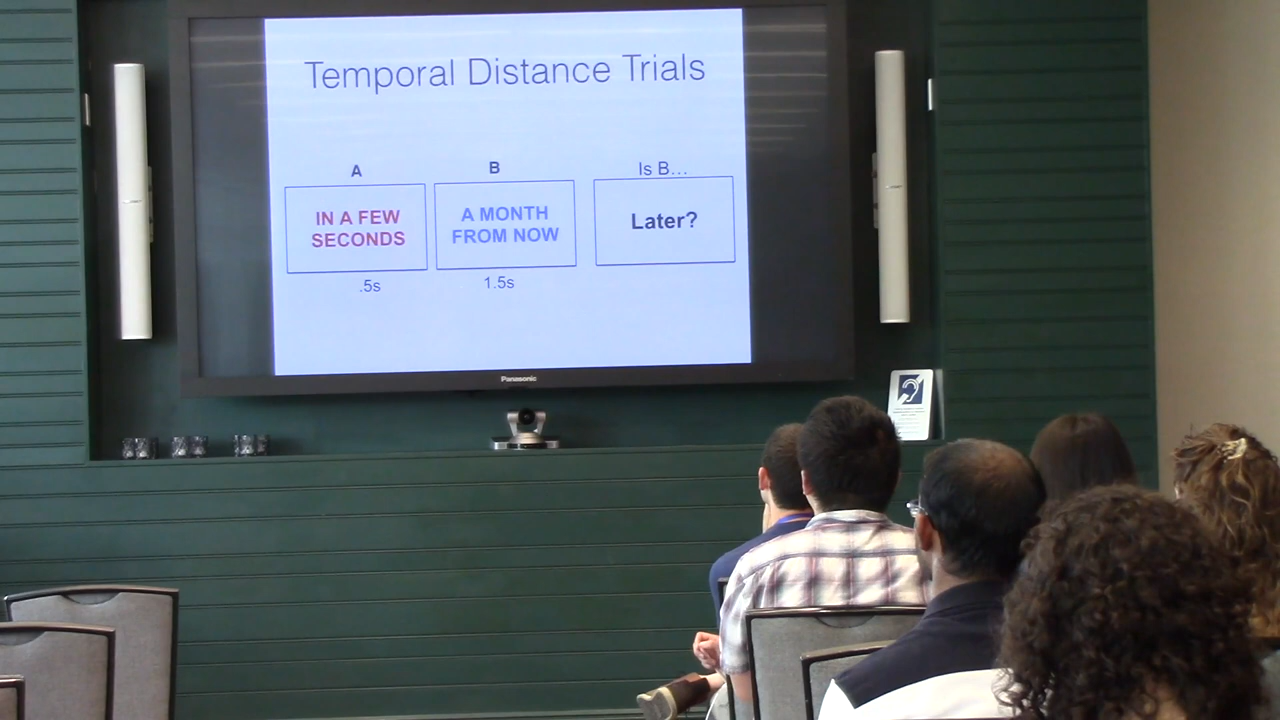 Temporal Distance Trials
A
B
Is B...
IN A FEW
SECONDS
A MONTH
FROM NOW
Later?
.5s
1.5s
Panasonic